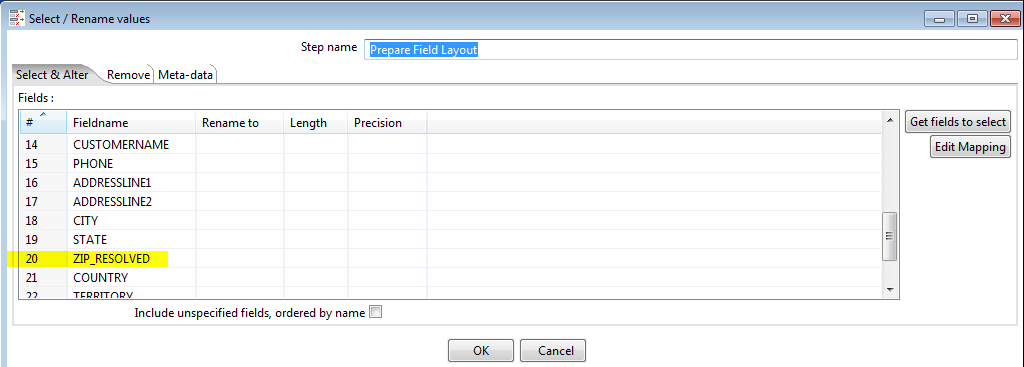 Select / Rename values
Step name Prepare Field Layout
Select & Alter Remove Meta-data
Fields :
# Fieldname Rename to Length Precision
14 CUSTOMERNAME
15 PHONE
16 ADDRESSLINE1
17 ADDRESSLINE2
18 CITY
19 STATE
20 ZIP_RESOLVED
21 COUNTRY
22 TERRITORY
Get fields to select
Edit Mapping
Include unspecified fields, ordered by name
OK Cancel